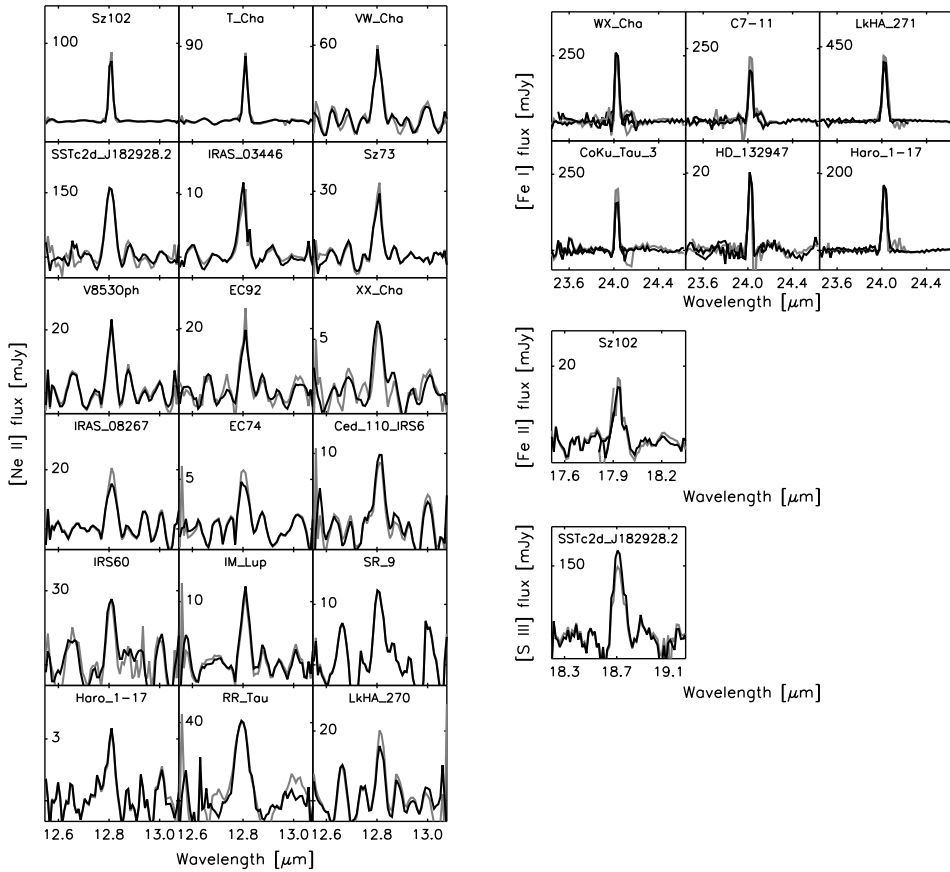 Sz102
T_Cha
VW_Cha
100
90
60
SSTc2d_J182928.2
IRAS_03446
Sz73
150
10
30
V853Oph
EC92
XX_Cha
20
20
5
IRAS_08267
EC74
Ced_110_IRS6
20
5
10
IRS60
IM_Lup
SR_9
30
10
10
Haro_1-17
RR_Tau
LkHA_270
3
40
20
12.6 12.8 13.0 12.6 12.8 13.0 12.6 12.8 13.0
Wavelength [μm]
[Ne II] flux [mJy]
WX_Cha
C7-11
LkHA_271
250
250
450
CoKu_Tau_3
HD_132947
Haro_1-17
250
20
200
23.6 24.0 24.4 23.6 24.0 24.4 23.6 24.0 24.4
Wavelength [μm]
[Fe I] flux [mJy]
Sz102
20
17.6 17.9 18.2
Wavelength [μm]
[Fe II] flux [mJy]
SSTc2d_J182928.2
150
18.3 18.7 19.1
Wavelength [μm]
[S III] flux [mJy]